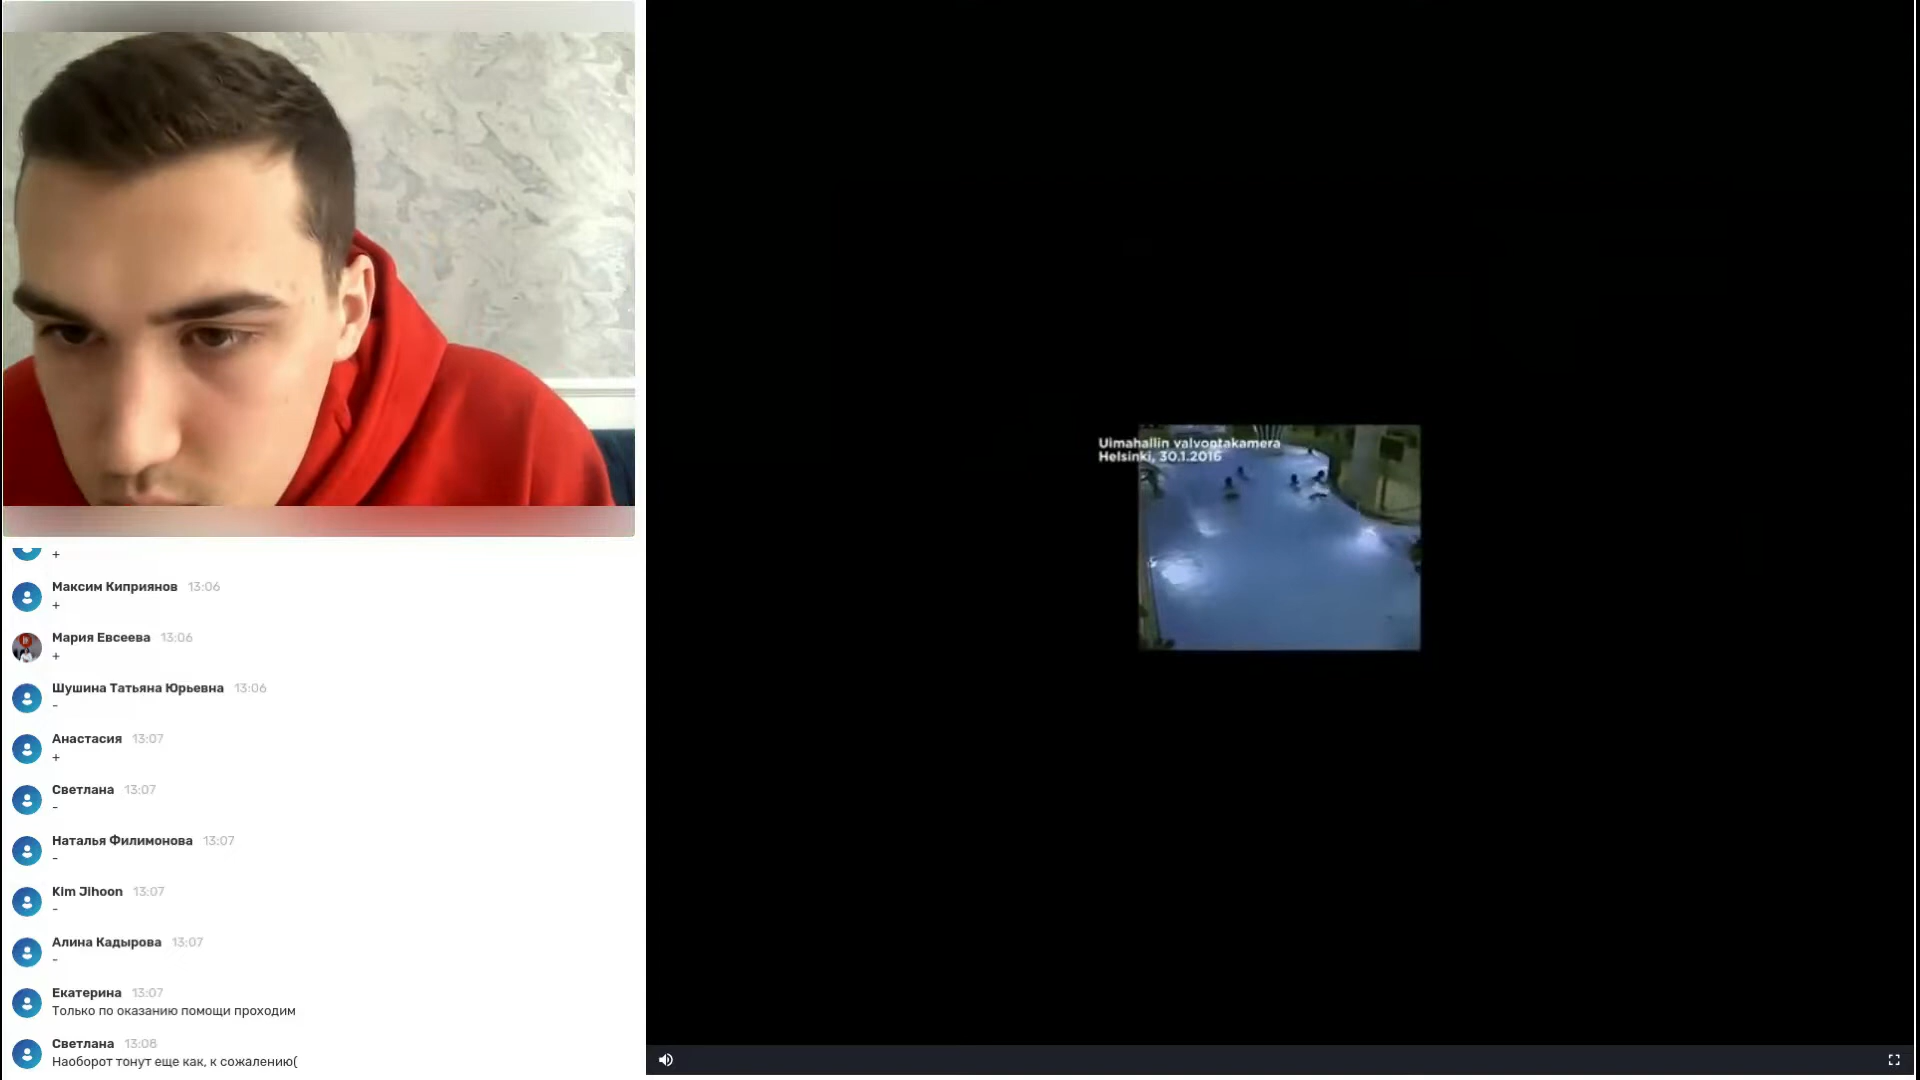 +
Максим Киприянов 13:06
+
Мария Евсеева 13:06
+
Шушина Татьяна Юрьевна 13:06
-
Анастасия 13:07
+
Светлана 13:07
-
Наталья Филимонова 13:07
-
Kim Jihoon 13:07
-
Алина Кадырова 13:07
-
Екатерина 13:07
Только по оказанию помощи проходим
Светлана 13:08
Наоборот тонут еще как, к сожалению(
Uimahallin valvontakamera
Helsinki, 30.1.2016